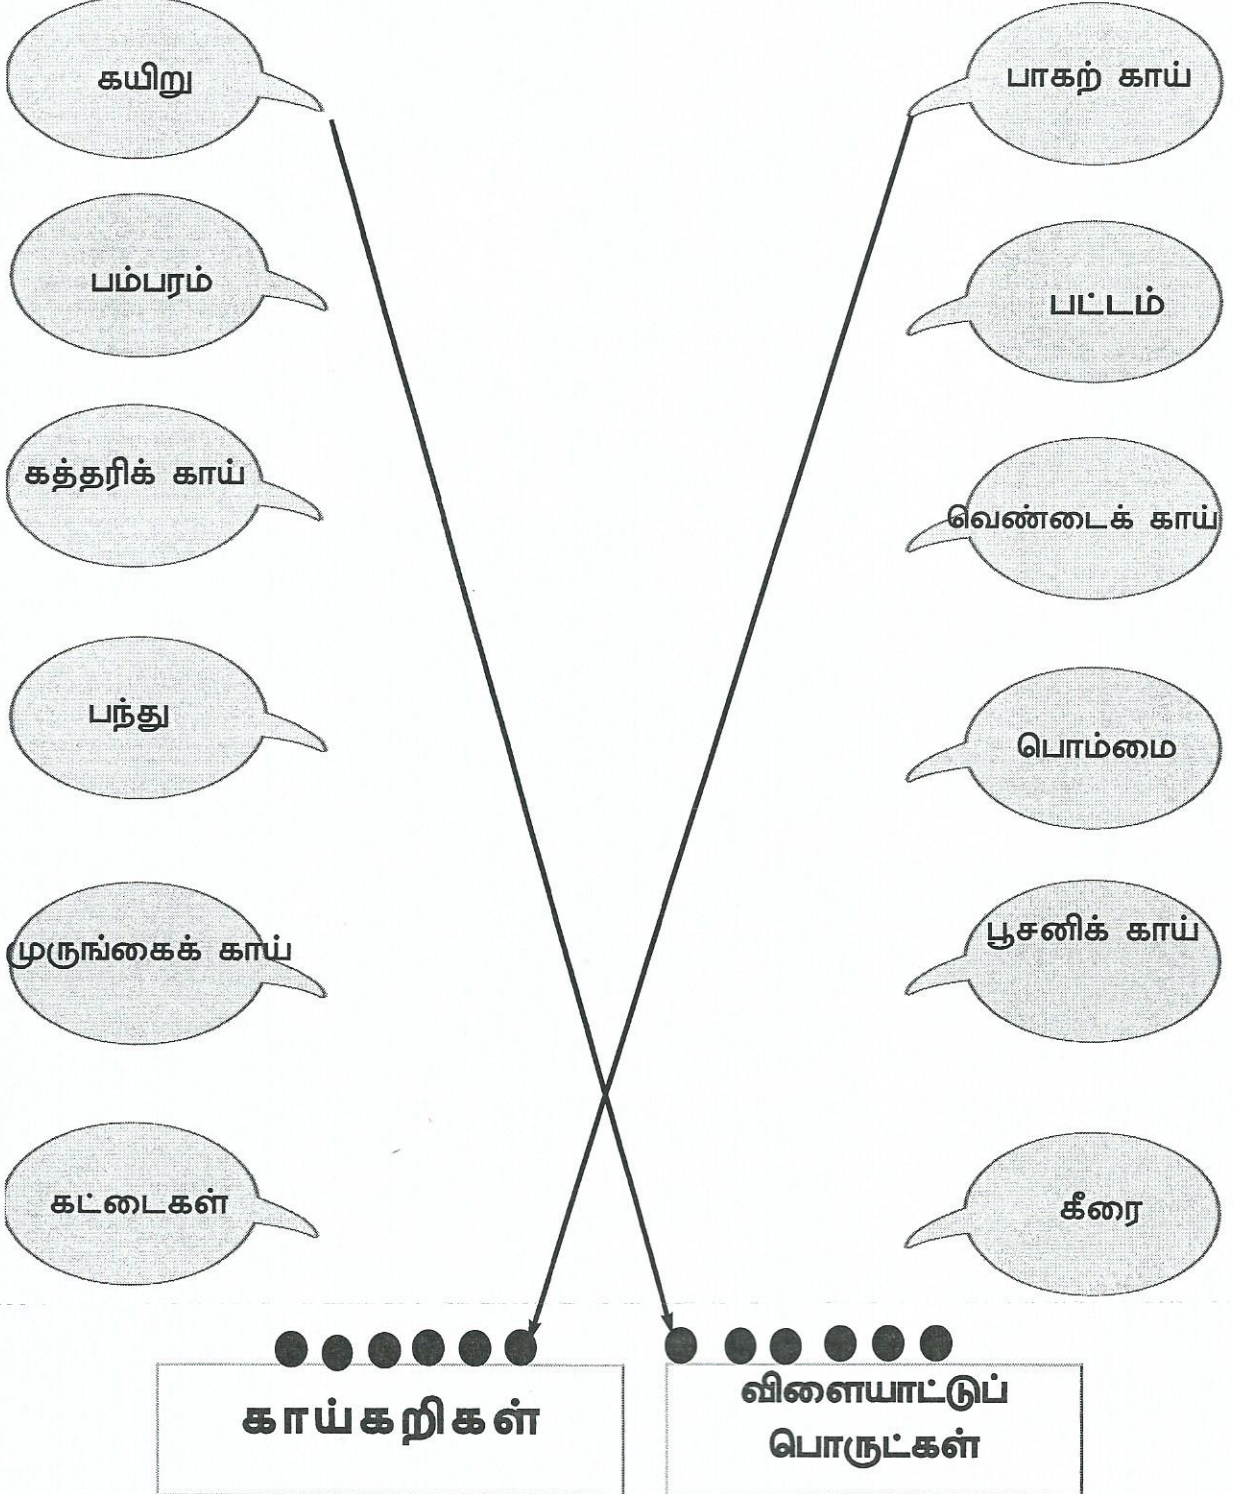 கயிறு
பாகற் காய்
பம்பரம்
பட்டம்
கத்தரிக் காய்
வெண்டைக் காய்
பந்து
பொம்மை
முருங்கைக் காய்
பூசனிக் காய்
கட்டைகள்
கீரை
காய்கறிகள்
விளையாட்டுப்
பொருட்கள்